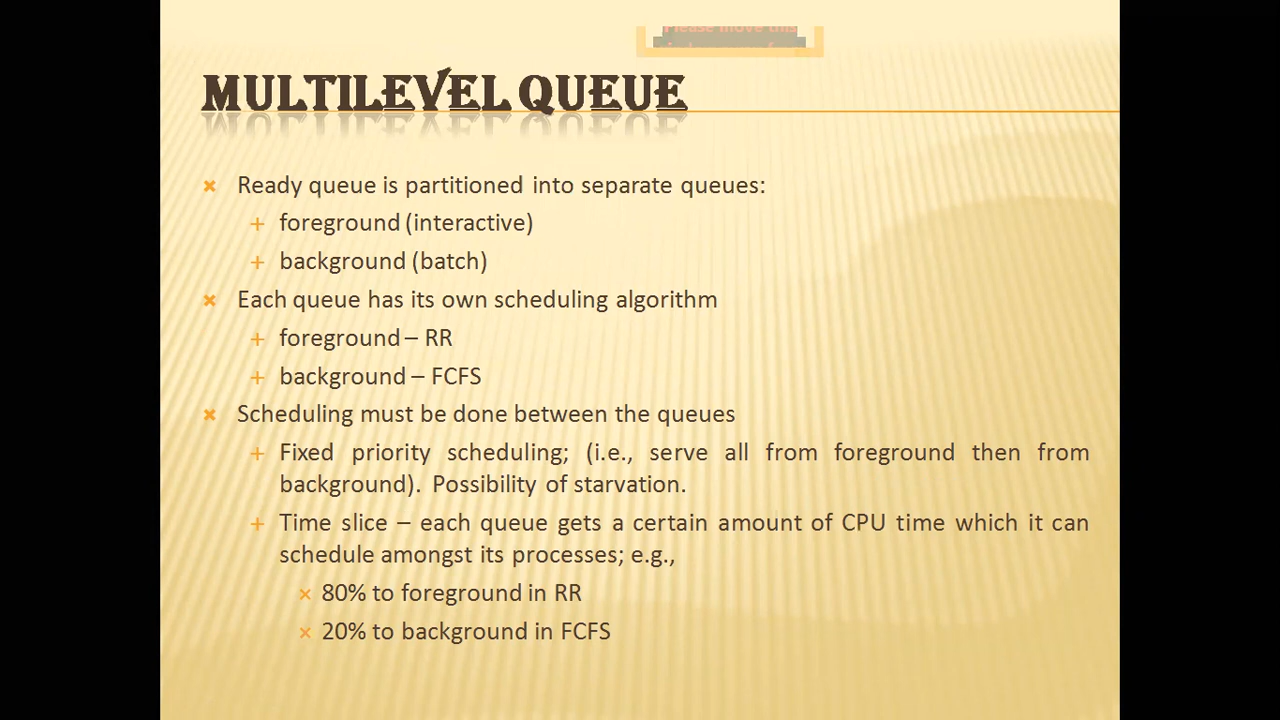 Please move this
MULTILEVEL QUEUE
Ready queue is partitioned into separate queues:
foreground (interactive)
background (batch)
Each queue has its own scheduling algorithm
foreground – RR
background – FCFS
Scheduling must be done between the queues
Fixed priority scheduling; (i.e., serve all from foreground then from
background). Possibility of starvation.
Time slice – each queue gets a certain amount of CPU time which it can
schedule amongst its processes; e.g.,
80% to foreground in RR
20% to background in FCFS